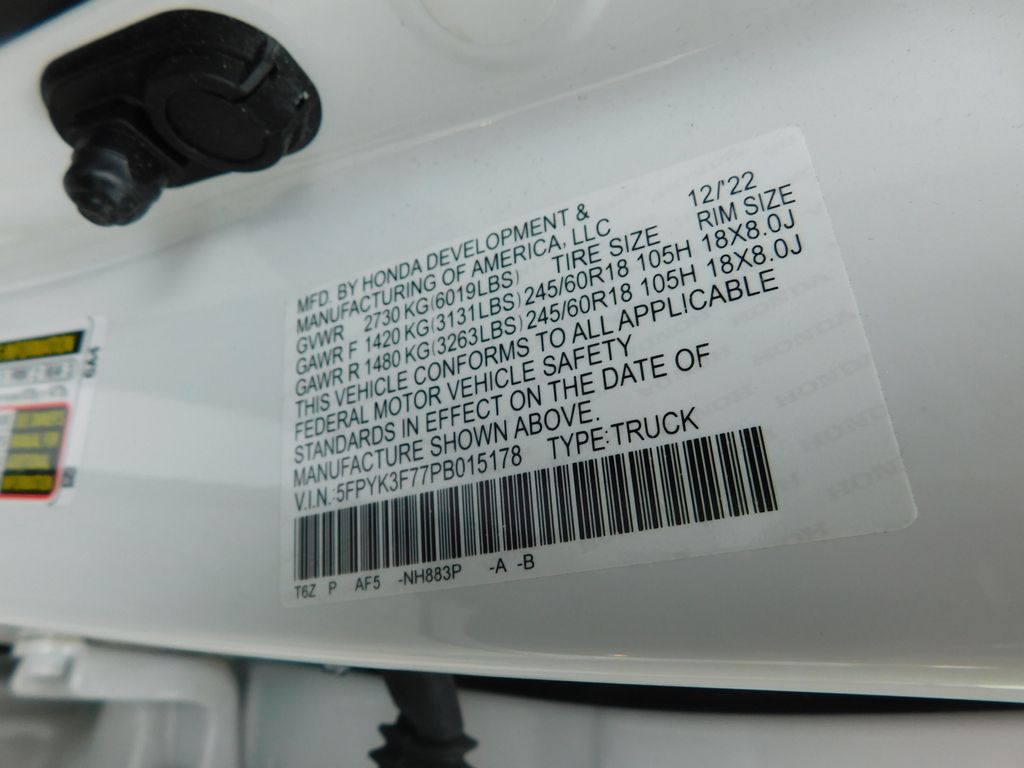 12/'22
MFD. BY HONDA DEVELOPMENT &
MANUFACTURING OF AMERICA, LLC
GVWR 2730 KG(6019LBS) TIRE SIZE RIM SIZE
GAWR F 1420 KG(3131LBS) 245/60R18 105H 18X8.0J
GAWR R 1480 KG(3263LBS) 245/60R18 105H 18X8.0J
THIS VEHICLE CONFORMS TO ALL APPLICABLE
FEDERAL MOTOR VEHICLE SAFETY
STANDARDS IN EFFECT ON THE DATE OF
MANUFACTURE SHOWN ABOVE.
V.I.N.:5FPYK3F77PB015178 TYPE:TRUCK
T6Z P AF5 -NH883P -A -B